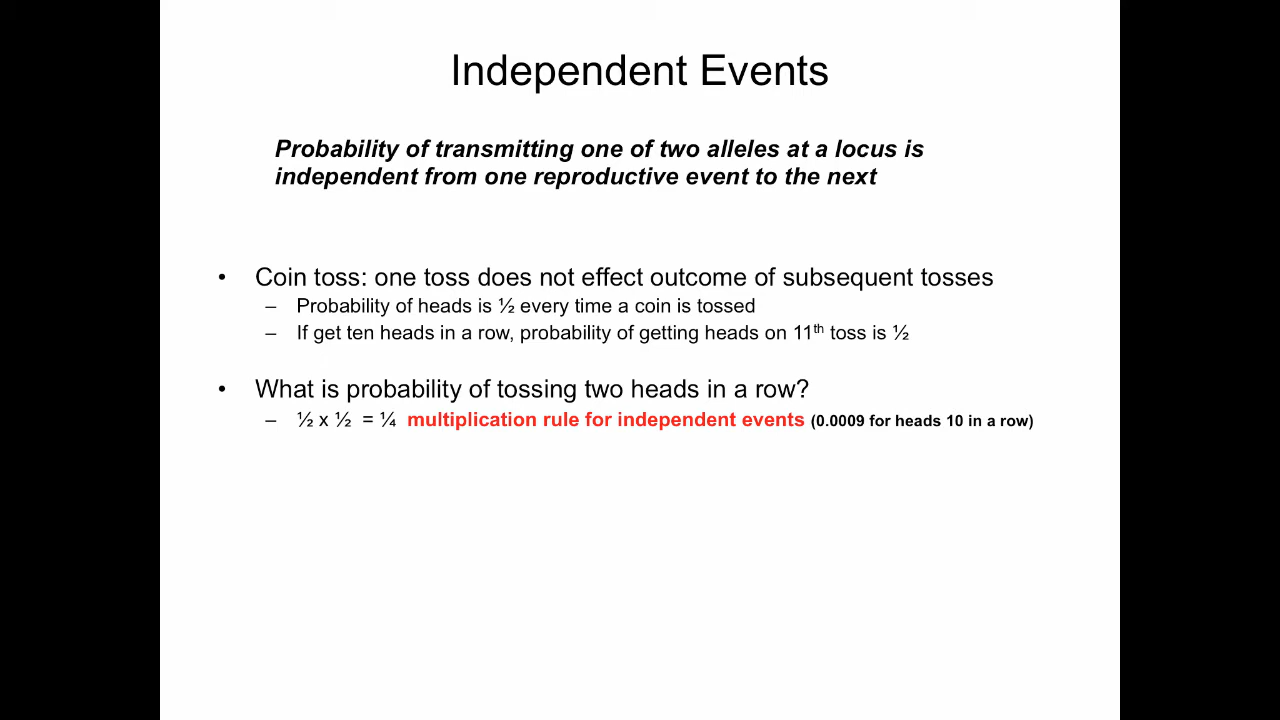 Independent Events
Probability of transmitting one of two alleles at a locus is
independent from one reproductive event to the next
• Coin toss: one toss does not effect outcome of subsequent tosses
– Probability of heads is ½ every time a coin is tossed
– If get ten heads in a row, probability of getting heads on 11th toss is ½
• What is probability of tossing two heads in a row?
– ½ x ½ = ¼ multiplication rule for independent events (0.0009 for heads 10 in a row)